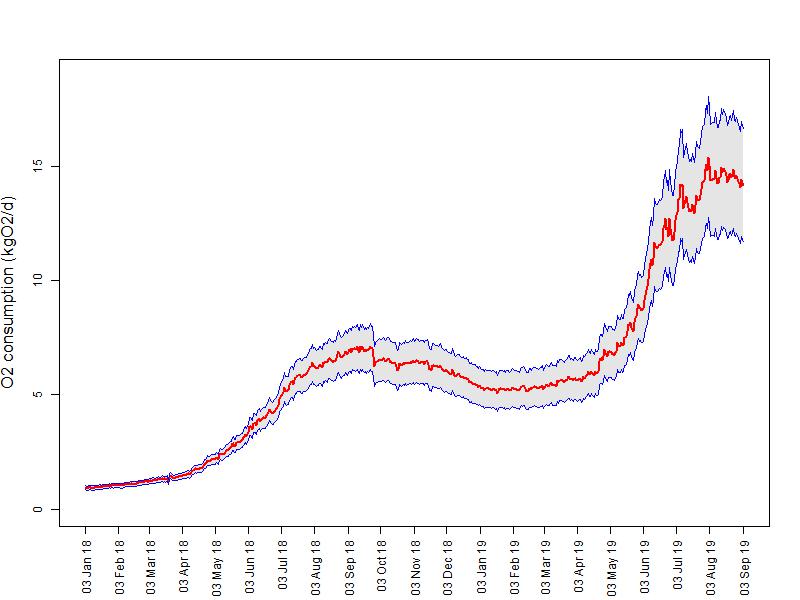 O2 consumption (kgO2/d)
15
10
5
0
03 Jan 18
03 Feb 18
03 Mar 18
03 Apr 18
03 May 18
03 Jun 18
03 Jul 18
03 Aug 18
03 Sep 18
03 Oct 18
03 Nov 18
03 Dec 18
03 Jan 19
03 Feb 19
03 Mar 19
03 Apr 19
03 May 19
03 Jun 19
03 Jul 19
03 Aug 19
03 Sep 19